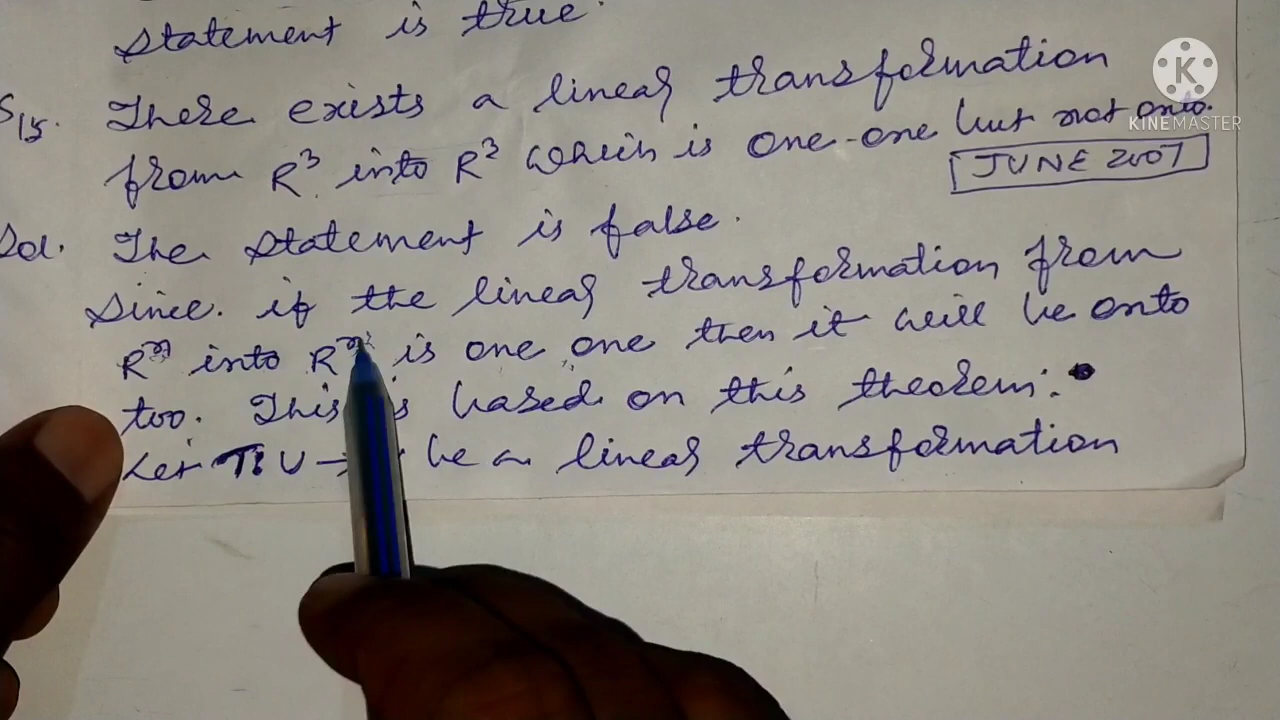 statement is true.
S15. There exists a linear transformation
K
KINEMASTER
from R³ into R³ which is one-one but not onto.
JUNE 2007
Sol. The statement is false.
Since if the linear transformation from
Rⁿ into is one one then it will be onto
too. This is based on this theorem:
Let T: U → be a linear transformation